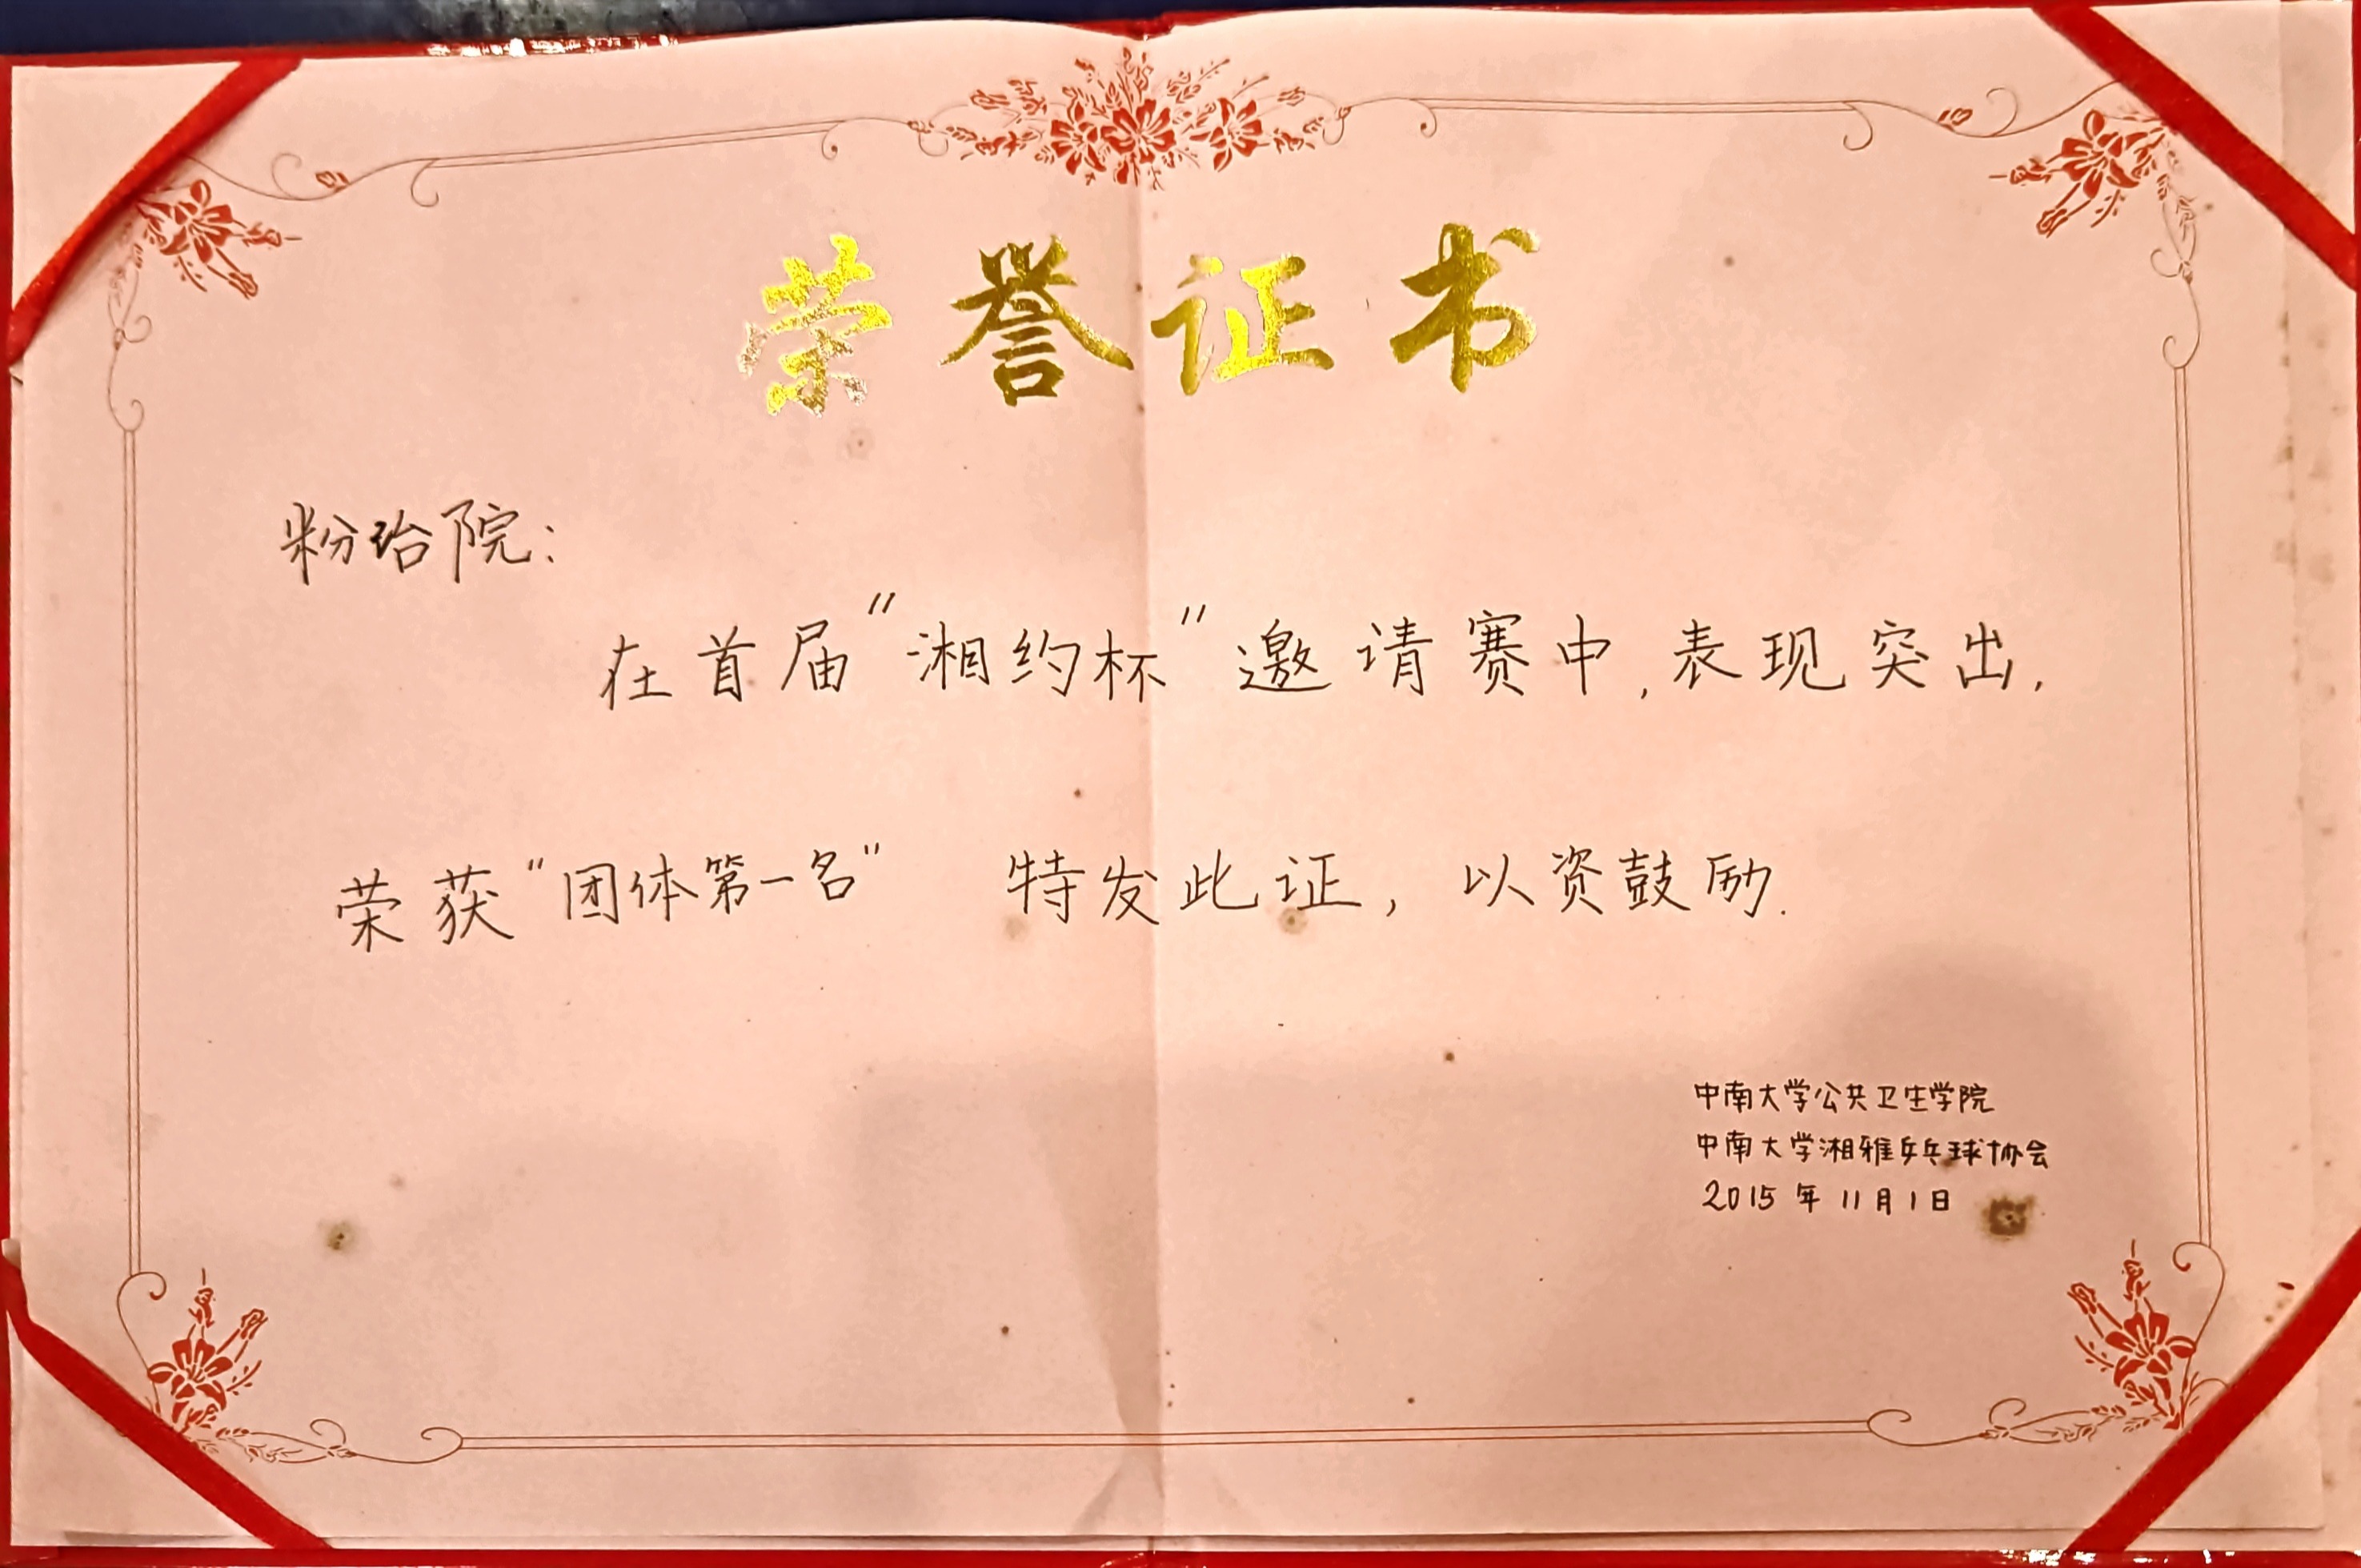 荣誉证书
粉冶院：
在首届"湘约杯"邀请赛中,表现突出,
荣获"团体第一名" 特发此证，以资鼓励.
中南大学公共卫生学院
中南大学湘雅乒乓球协会
2015年11月1日